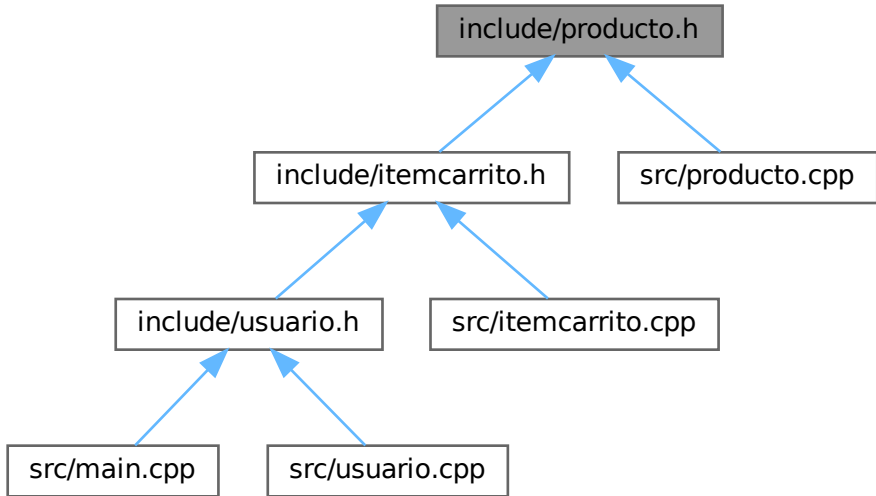 include/producto.h
include/itemcarrito.h
src/producto.cpp
include/usuario.h
src/itemcarrito.cpp
src/main.cpp
src/usuario.cpp